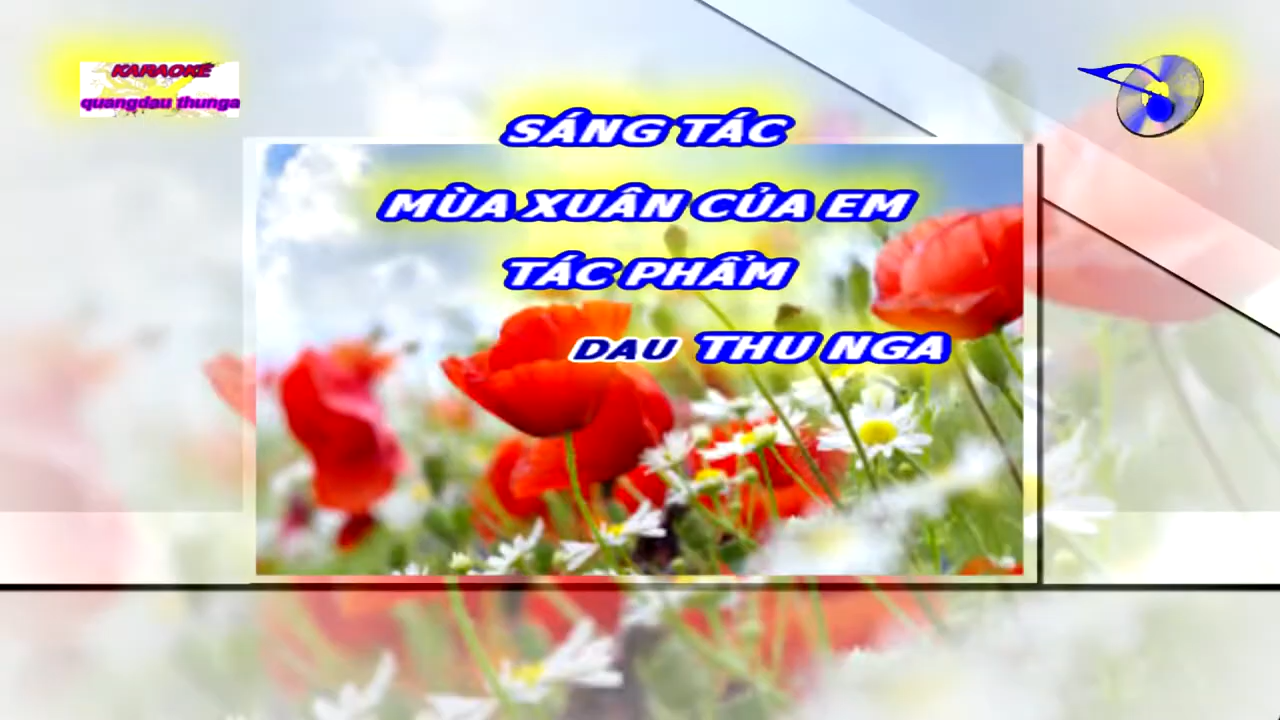 KARAOKE
quangdau thunga
SÁNG TÁC
MÙA XUÂN CỦA EM
TÁC PHẨM
DAU THU NGA